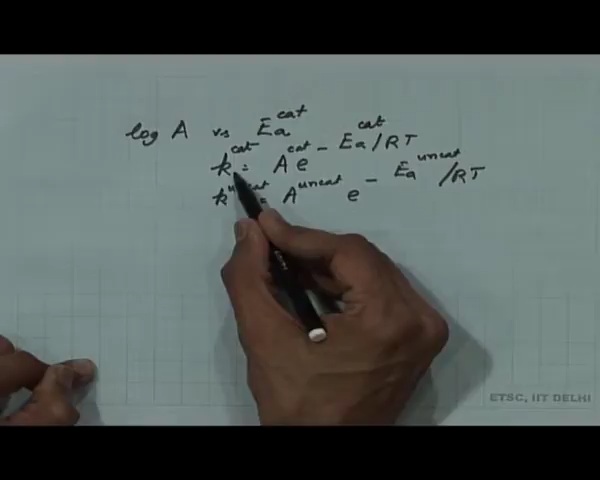 log A vs Ea^cat
k^cat = A^cat e^-Ea^cat/RT
k^uncat = A^uncat e^-Ea^uncat/RT
ETSC, IIT DELHI